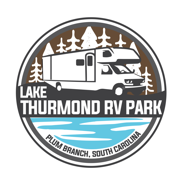 LAKE
THURMOND RV PARK
PLUM BRANCH, SOUTH CAROLINA